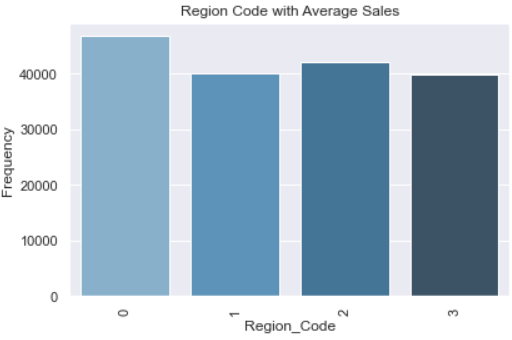 Region Code with Average Sales
Frequency
40000
30000
20000
10000
0
0 1 2 3
Region_Code